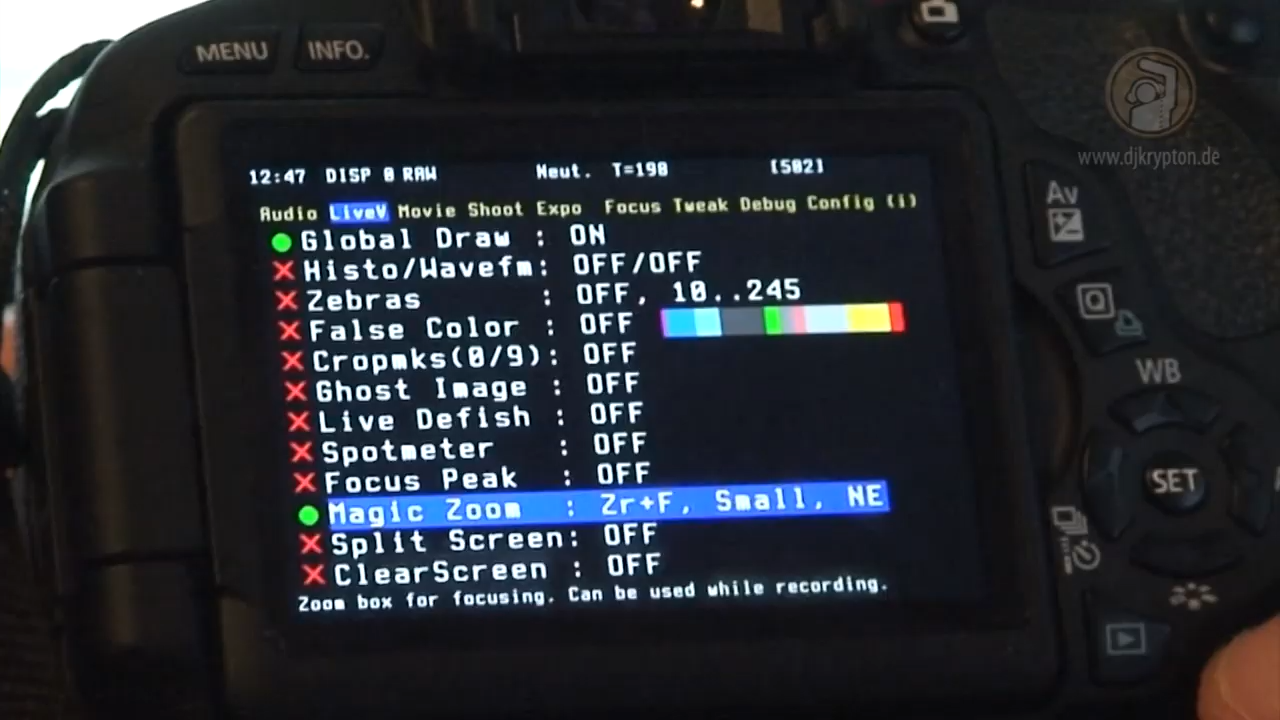 MENU INFO.
www.djkrypton.de
12:47 DISP 0 RAW Neut. T=198 [502]
Audio LiveV Movie Shoot Expo Focus Tweak Debug Config (i)
Global Draw : ON
Histo/Wavefm: OFF/OFF
Zebras : OFF, 10..245
False Color : OFF
Cropmks(0/9): OFF
Ghost Image : OFF
Live Defish : OFF
Spotmeter : OFF
Focus Peak : OFF
Magic Zoom : Zr+F, Small, NE
Split Screen: OFF
ClearScreen : OFF
Zoom box for focusing. Can be used while recording.
Av
Q
WB
SET